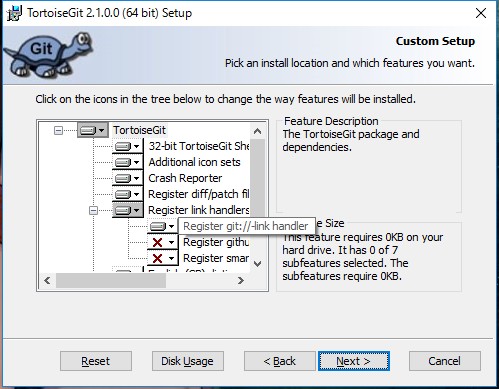 TortoiseGit 2.1.0.0 (64 bit) Setup
Git
Custom Setup
Pick an install location and which features you want.
Click on the icons in the tree below to change the way features will be installed.
TortoiseGit
32-bit TortoiseGit She
Additional icon sets
Crash Reporter
Register diff/patch fil
Register link handlers
Register git://-link handler
Register githu
Register smar
Feature Description
The TortoiseGit package and
dependencies.
Size
This feature requires 0KB on your
hard drive. It has 0 of 7
subfeatures selected. The
subfeatures require 0KB.
Reset
Disk Usage
< Back
Next >
Cancel